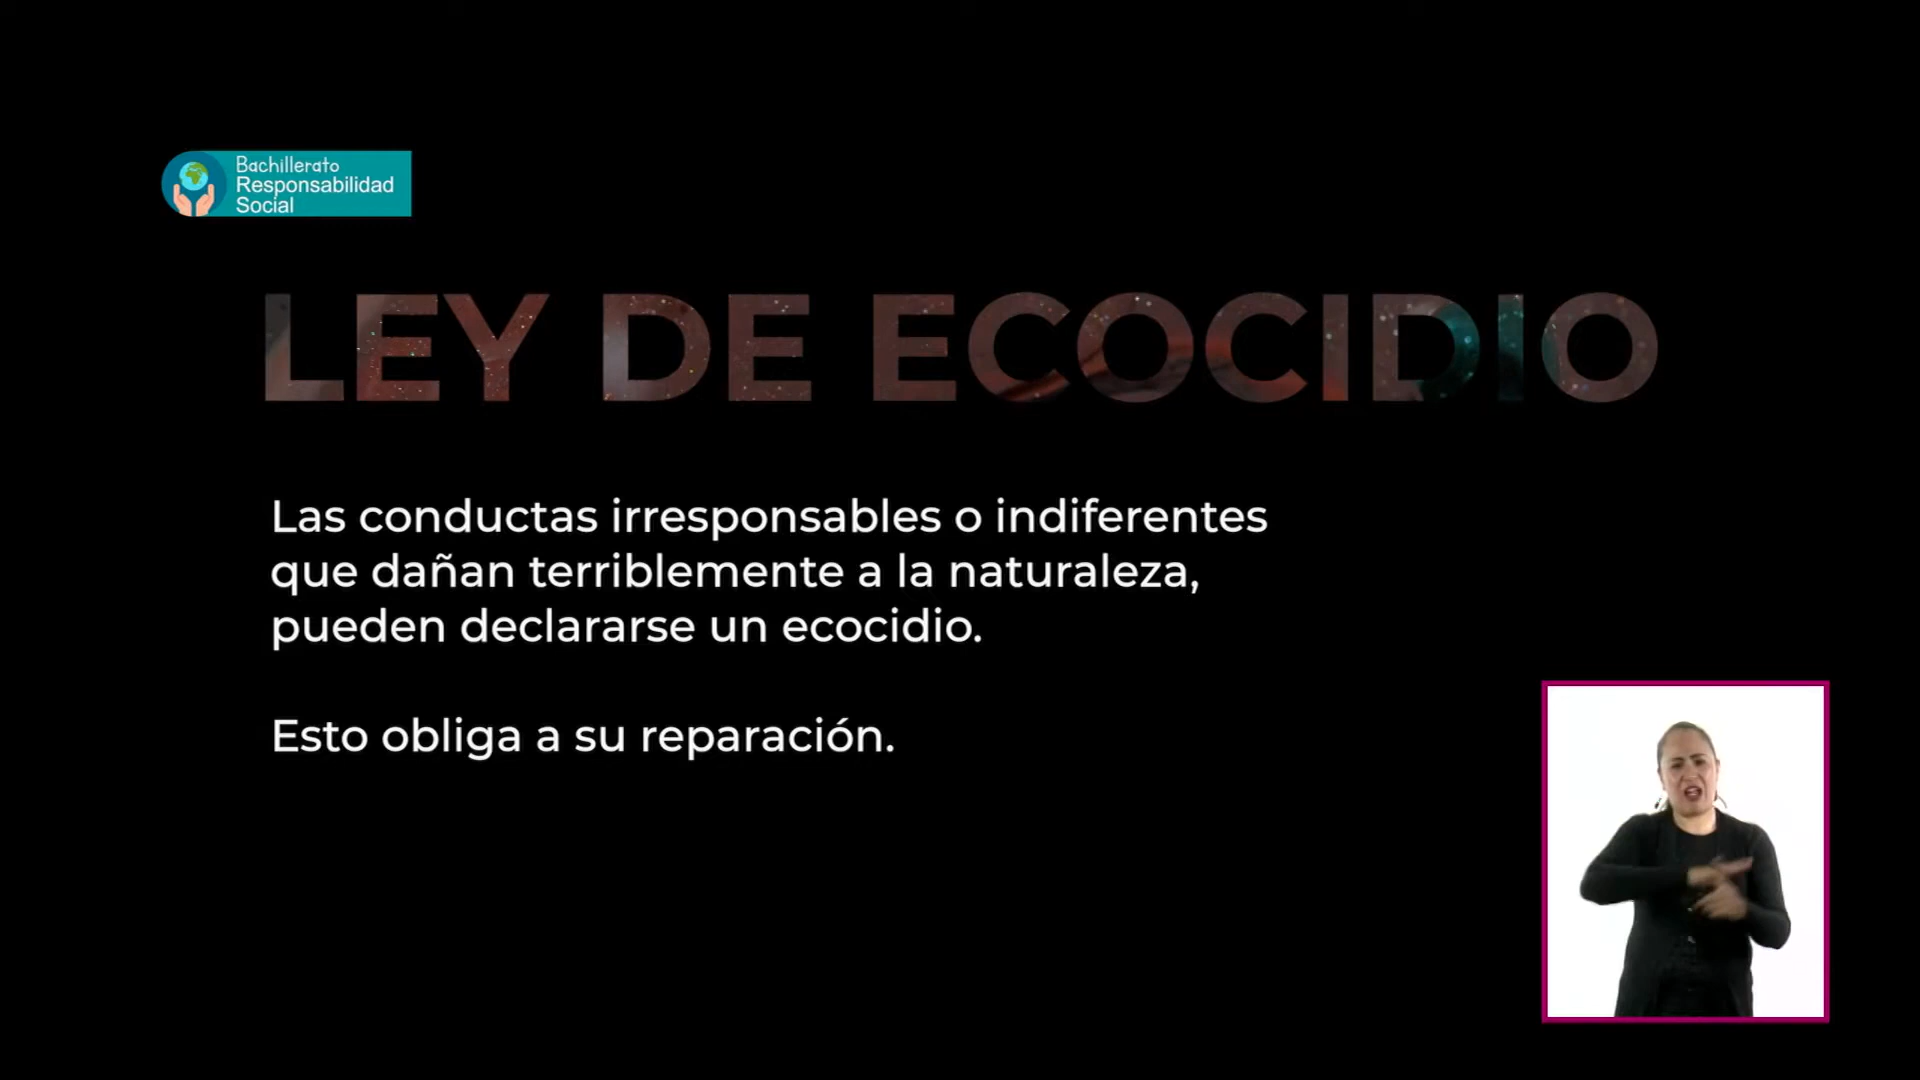 Bachillerato
Responsabilidad
Social
LEY DE ECOCIDIO
Las conductas irresponsables o indiferentes
que dañan terriblemente a la naturaleza,
pueden declararse un ecocidio.
Esto obliga a su reparación.